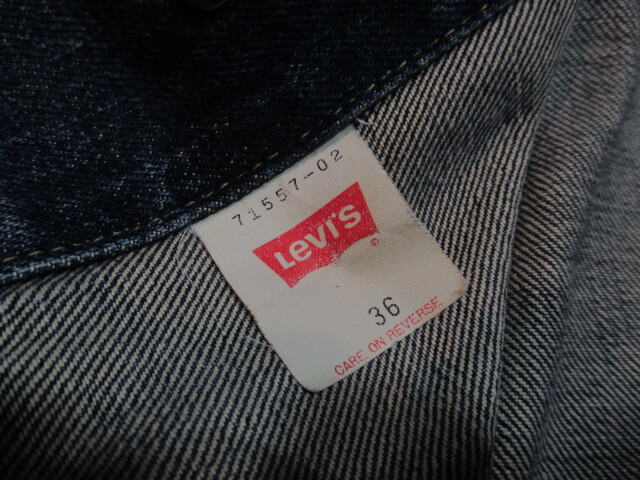 71557-02
Levi's
®
36
CARE ON REVERSE